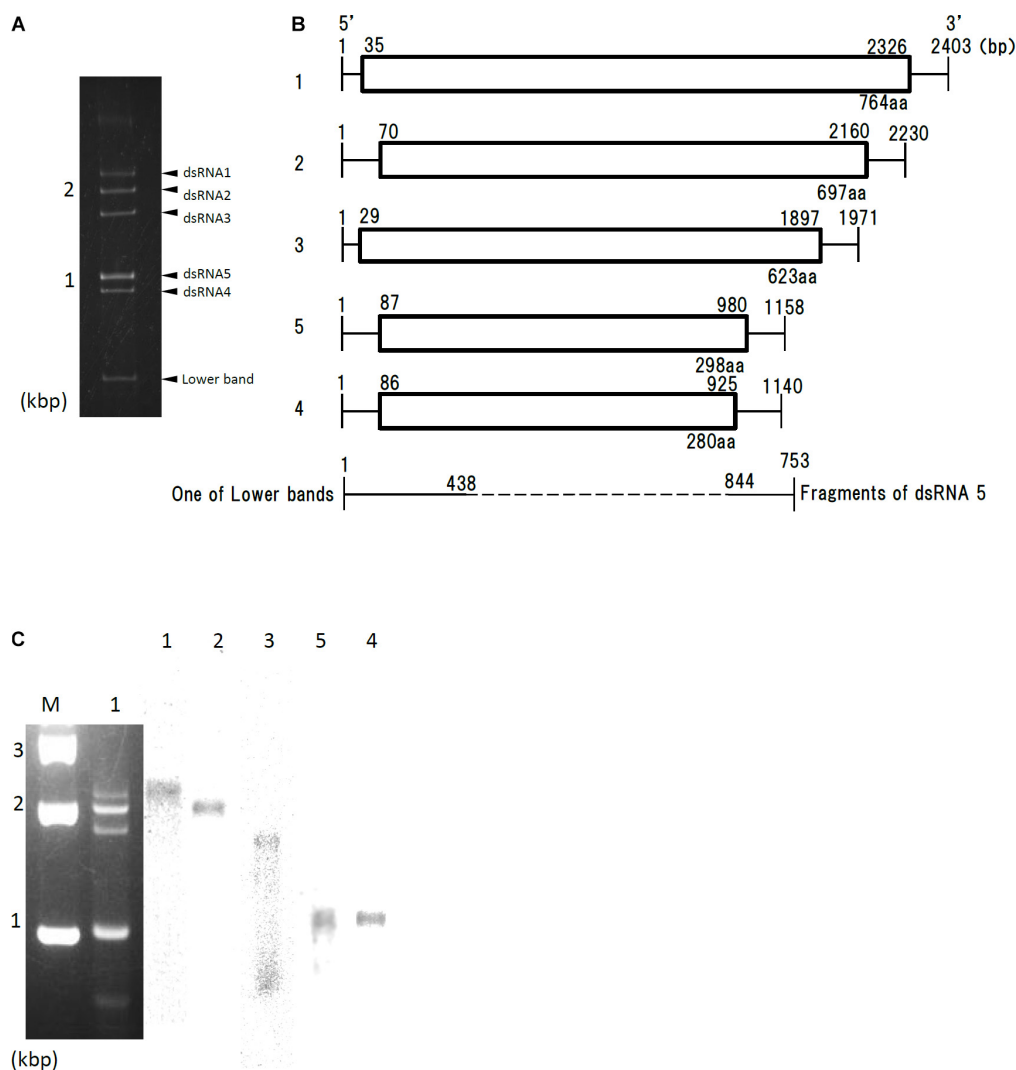 A
dsRNA1
2
dsRNA2
dsRNA3
1
dsRNA5
dsRNA4
Lower band
(kbp)
B
5' 3'
1 35 2326 2403 (bp)
1
764aa
1 70 2160 2230
2
697aa
1 29 1897 1971
3
623aa
1 87 980 1158
5
298aa
1 86 925 1140
4
280aa
1 753
438 844
One of Lower bands Fragments of dsRNA 5
C
1 2 3 5 4
M 1
3
2
1
(kbp)